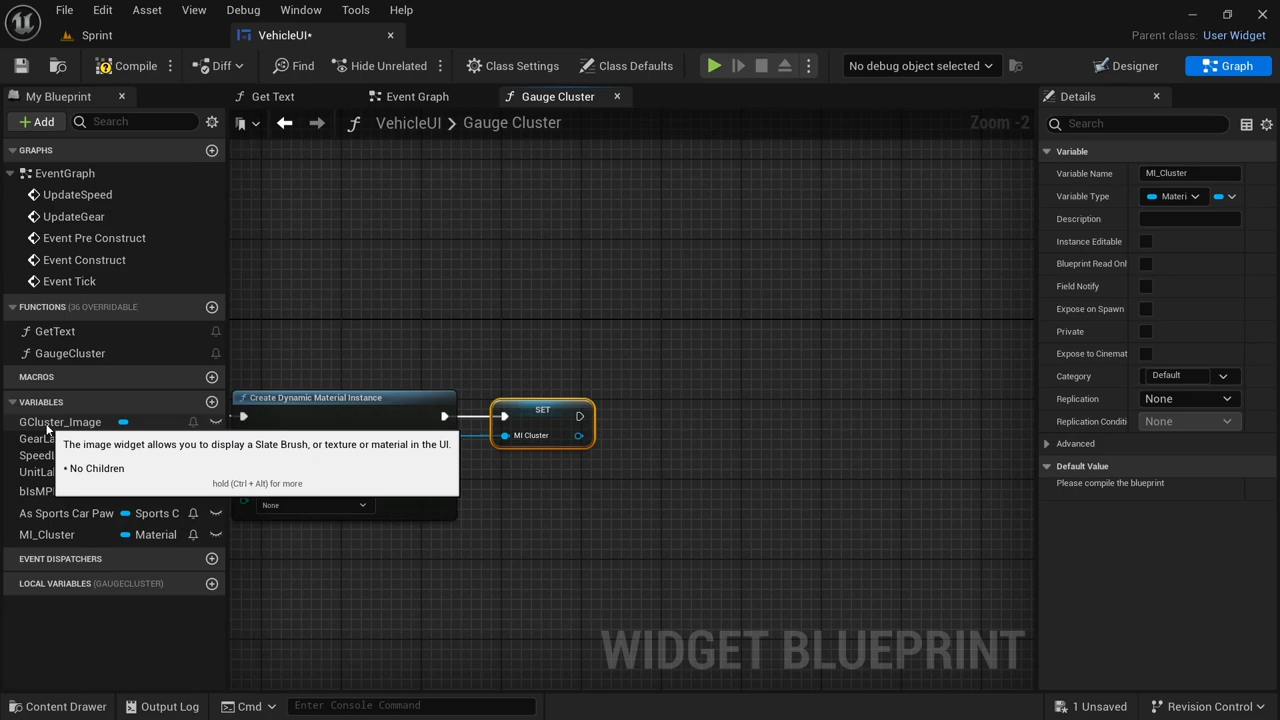 File Edit Asset View Debug Window Tools Help
Sprint VehicleUI*
Parent class: User Widget
Compile Diff Find Hide Unrelated Class Settings Class Defaults No debug object selected Designer Graph
My Blueprint Get Text Event Graph Gauge Cluster Details
+ Add Search
VehicleUI > Gauge Cluster
Zoom -2
Search
GRAPHS
EventGraph
UpdateSpeed
UpdateGear
Event Pre Construct
Event Construct
Event Tick
FUNCTIONS (36 OVERRIDABLE
GetText
GaugeCluster
MACROS
VARIABLES
GCluster_Image
GearLa
SpeedL
UnitLa
bIsMP
As Sports Car Paw Sports C
MI_Cluster Material
EVENT DISPATCHERS
LOCAL VARIABLES (GAUGECLUSTER)
The image widget allows you to display a Slate Brush, or texture or material in the UI.
* No Children
hold (Ctrl + Alt) for more
Create Dynamic Material Instance
None
SET
MI Cluster
WIDGET BLUEPRINT
Variable
Variable Name MI_Cluster
Variable Type Materi
Description
Instance Editable
Blueprint Read Onl
Field Notify
Expose on Spawn
Private
Expose to Cinemat
Category Default
Replication None
Replication Conditi None
Advanced
Default Value
Please compile the blueprint
Content Drawer Output Log Cmd Enter Console Command 1 Unsaved Revision Control